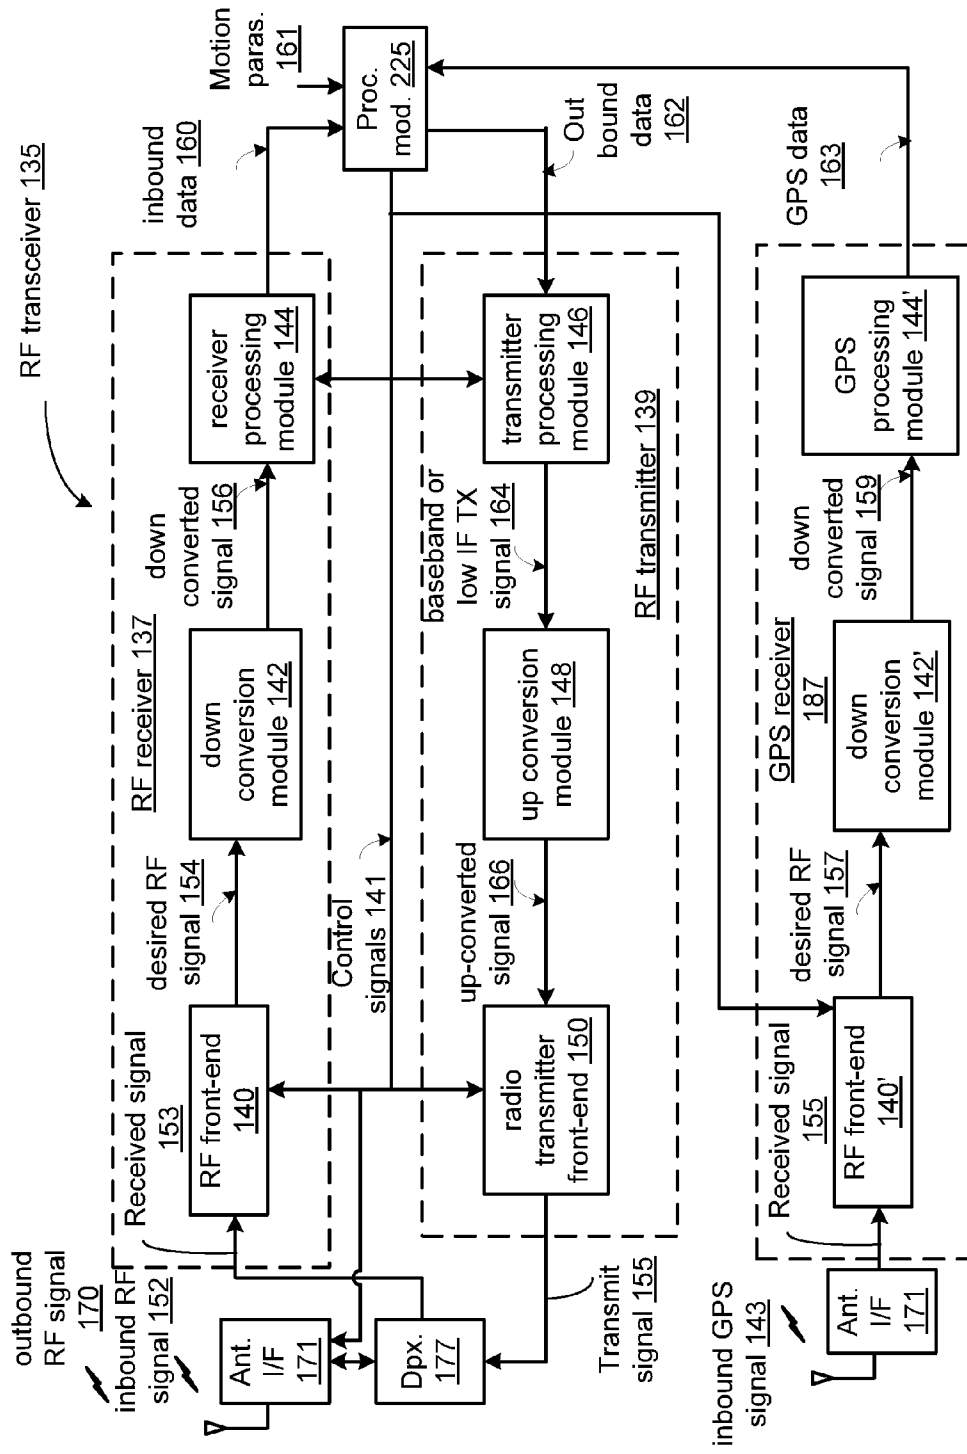 RF transceiver 135
outbound
RF signal
170
inbound RF
signal 152
Ant.
I/F
171
Dpx.
177
Received signal
153
RF front-end
140
desired RF
signal 154
RF receiver 137
down
conversion
module 142
down
converted
signal 156
receiver
processing
module 144
inbound
data 160
Motion
paras.
161
Proc.
mod. 225
Control
signals 141
Transmit
signal 155
radio
transmitter
front-end 150
up-converted
signal 166
up conversion
module 148
baseband or
low IF TX
signal 164
transmitter
processing
module 146
RF transmitter 139
Out
bound
data
162
inbound GPS
signal 143
Ant.
I/F
171
Received signal
155
RF front-end
140'
desired RF
signal 157
GPS receiver
187
down
conversion
module 142'
down
converted
signal 159
GPS
processing
module 144'
GPS data
163